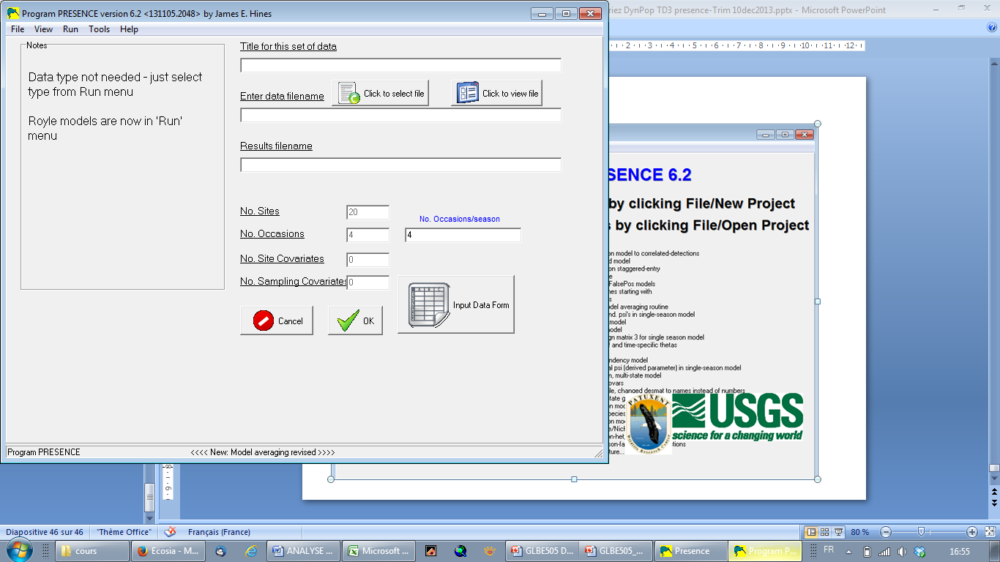 Program PRESENCE version 6.2 <131105.2048> by James E. Hines
riez DynPop TD3 presence-Trim 10dec2013.pptx - Microsoft PowerPoint
File View Run Tools Help
Notes
Data type not needed - just select
type from Run menu
Royle models are now in 'Run'
menu
Title for this set of data
Enter data filename
Click to select file
Click to view file
Results filename
No. Sites
20
No. Occasions/season
No. Occasions
4
4
No. Site Covariates
0
No. Sampling Covariates
0
Input Data Form
Cancel
OK
Program PRESENCE
<<<< New: Model averaging revised >>>>
2 3 4 5 6 7 8 9 10 11 12
SENCE 6.2
by clicking File/New Project
s by clicking File/Open Project
on model to correlated-detections
d model
on staggered-entry
e
FalsePos models
nes starting with
s
del averaging routine
nd. psi's in single-season model
model
odel
gn matrix 3 for single season model
f and time-specific thetas
ndency model
al psi (derived parameter) in single-season model
n, multi-state model
ovars
le, changed desmat to names instead of numbers
state g
on mod
species
on mod
e/Nich
on-het,
son-fa
ctions
ture...
PATUXENT
USGS
science for a changing world
8 9
Diapositive 46 sur 46
"Thème Office"
Français (France)
80 %
cours
Ecosia - M...
ANALYSE ...
Microsoft ...
GLBE505 D...
GLBE505_...
Presence
Program P...
FR
16:55